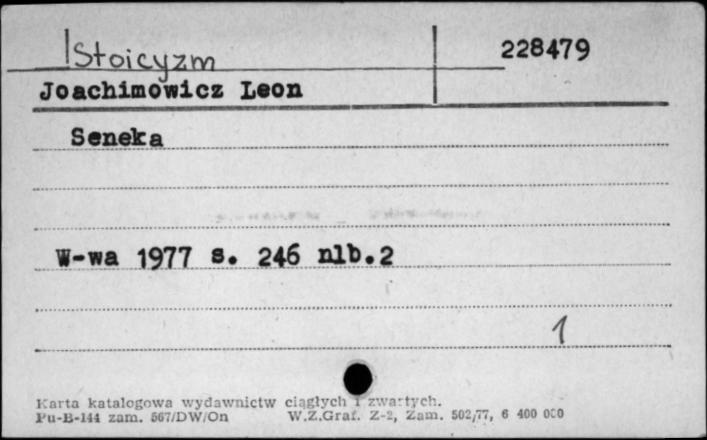 Stoicyzm 228479
Joachimowicz Leon
Seneka
W-wa 1977 s. 246 nlb.2
1
Karta katalogowa wydawnictw ciągłych i zwartych.
Pu-B-144 zam. 567/DW/On W.Z.Graf. Z-2, Zam. 502/77, 6 400 000